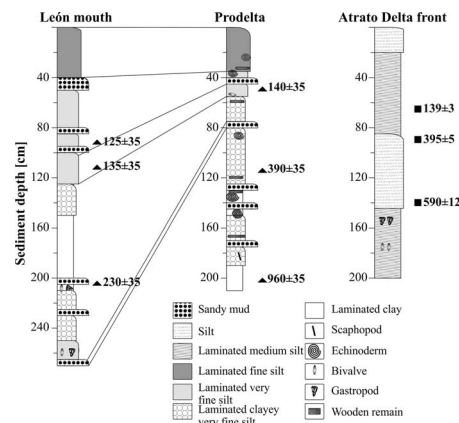 León mouth Prodelta Atrato Delta front
Sediment depth [cm]
40 40 40
80 80 80
120 120 120
160 160 160
200 200 200
240
125±35
135±35
230±35
140±35
390±35
960±35
139±3
395±5
590±12
Sandy mud
Silt
Laminated medium silt
Laminated fine silt
Laminated very
fine silt
Laminated clayey
very fine silt
Laminated clay
Scaphopod
Echinoderm
Bivalve
Gastropod
Wooden remain